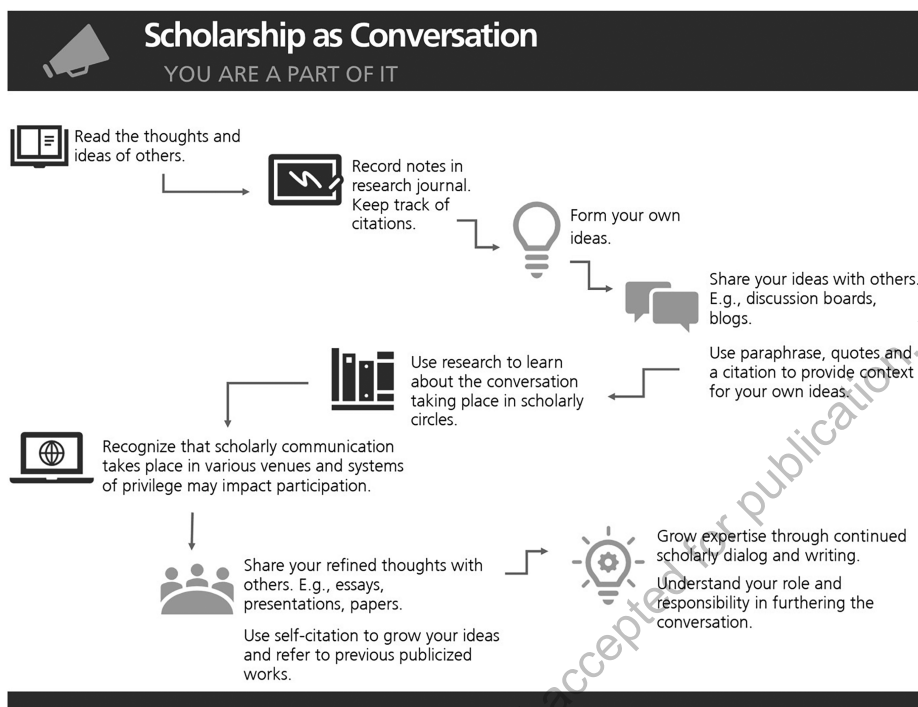 Scholarship as Conversation
YOU ARE A PART OF IT
Read the thoughts and
ideas of others.
Record notes in
research journal.
Keep track of
citations.
Form your own
ideas.
Share your ideas with others.
E.g., discussion boards,
blogs.
Use paraphrase, quotes and
a citation to provide context
for your own ideas.
Use research to learn
about the conversation
taking place in scholarly
circles.
Recognize that scholarly communication
takes place in various venues and systems
of privilege may impact participation.
Share your refined thoughts with
others. E.g., essays,
presentations, papers.
Use self-citation to grow your ideas
and refer to previous publicized
works.
Grow expertise through continued
scholarly dialog and writing.
Understand your role and
responsibility in furthering the
conversation.
accepted for publication.